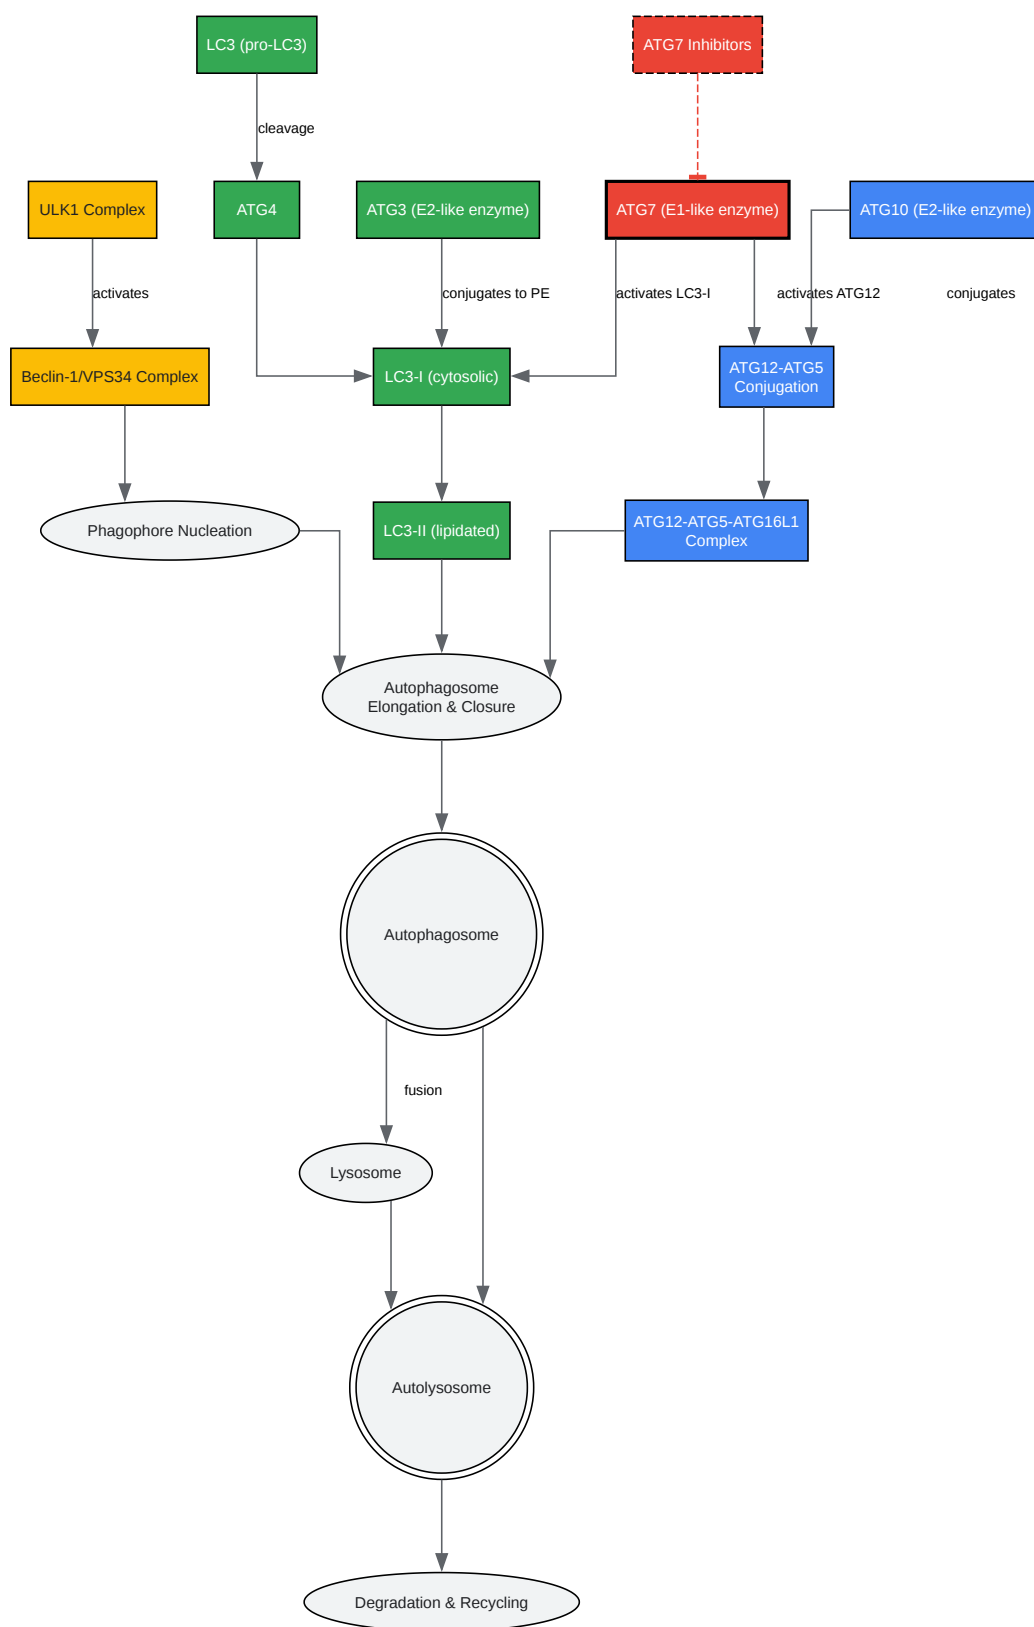 LC3 (pro-LC3)
ATG7 Inhibitors
cleavage
ULK1 Complex
ATG4
ATG3 (E2-like enzyme)
ATG7 (E1-like enzyme)
ATG10 (E2-like enzyme)
activates
conjugates to PE
activates LC3-I
activates ATG12
conjugates
Beclin-1/VPS34 Complex
LC3-I (cytosolic)
ATG12-ATG5
Conjugation
Phagophore Nucleation
LC3-II (lipidated)
ATG12-ATG5-ATG16L1
Complex
Autophagosome
Elongation & Closure
Autophagosome
fusion
Lysosome
Autolysosome
Degradation & Recycling